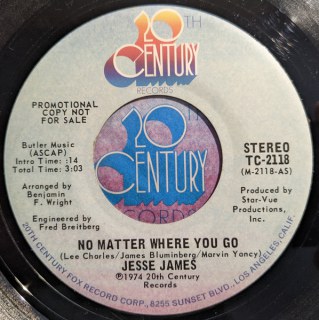 20TH
CENTURY
RECORDS
PROMOTIONAL
COPY NOT
FOR SALE
Butler Music
(ASCAP)
Intro Time: :14
Total Time: 3:03
STEREO
TC-2118
(M-2118-AS)
20TH
CENTURY
RECORDS
Arranged by
Benjamin
F. Wright
Produced by
Star-Vue
Productions,
Inc.
Engineered by
Fred Breitberg
NO MATTER WHERE YOU GO
(Lee Charles/James Bluminberg/Marvin Yancy)
JESSE JAMES
©1974 20th Century
Records
20TH CENTURY FOX RECORD CORP., 8255 SUNSET BLVD., LOS ANGELES, CALIF.